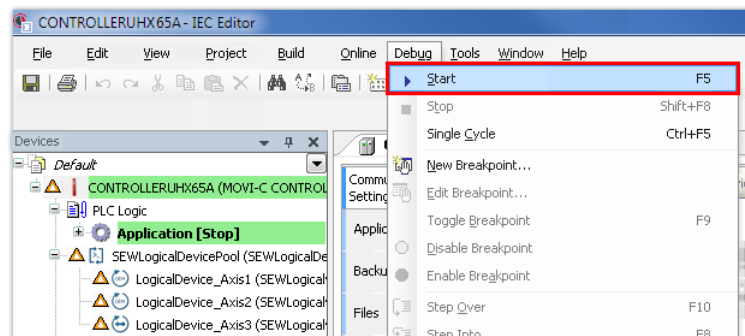 CONTROLLERUHX65A - IEC Editor
File Edit View Project Build Online Debug Tools Window Help
Start F5
Stop Shift+F8
Single Cycle Ctrl+F5
New Breakpoint...
Edit Breakpoint...
Toggle Breakpoint F9
Disable Breakpoint
Enable Breakpoint
Step Over F10
Step Into F8
Devices
Default
CONTROLLERUHX65A (MOVI-C CONTROL
PLC Logic
Application [Stop]
SEWLogicalDevicePool (SEWLogicalDe
LogicalDevice_Axis1 (SEWLogical
LogicalDevice_Axis2 (SEWLogical
LogicalDevice_Axis3 (SEWLogical
Commu
Setting
Applic
Backu
Files